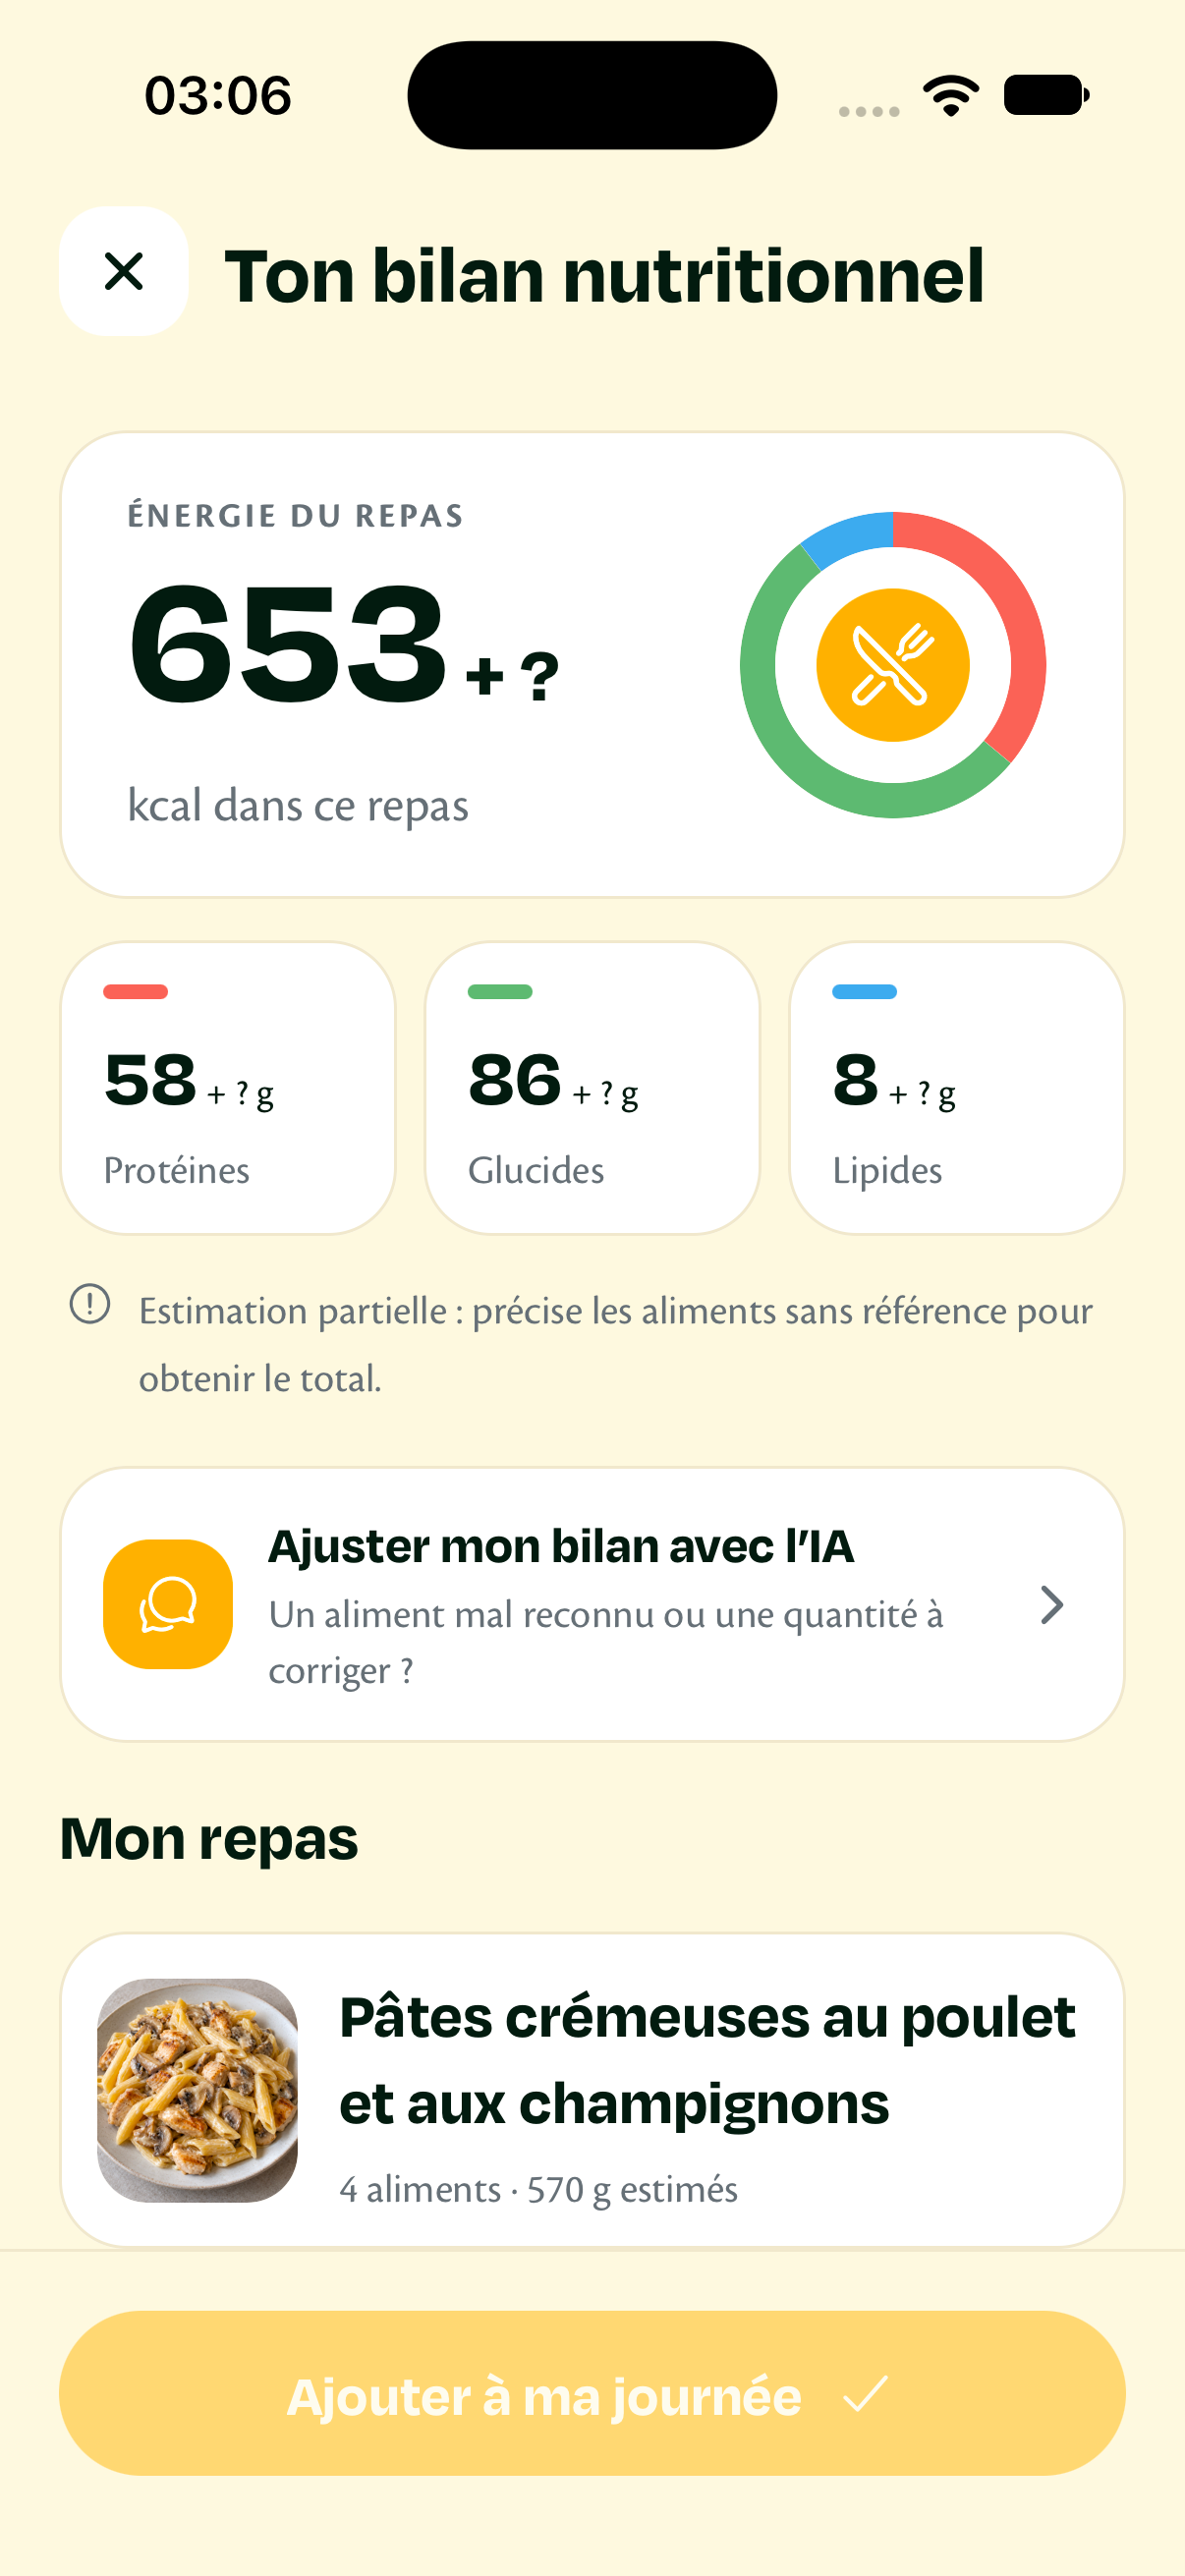 03:06
Ton bilan nutritionnel
ÉNERGIE DU REPAS
653 + ?
kcal dans ce repas
58 + ? g
Protéines
86 + ? g
Glucides
8 + ? g
Lipides
Estimation partielle : précise les aliments sans référence pour
obtenir le total.
Ajuster mon bilan avec l'IA
Un aliment mal reconnu ou une quantité à
corriger ?
Mon repas
Pâtes crémeuses au poulet
et aux champignons
4 aliments · 570 g estimés
Ajouter à ma journée